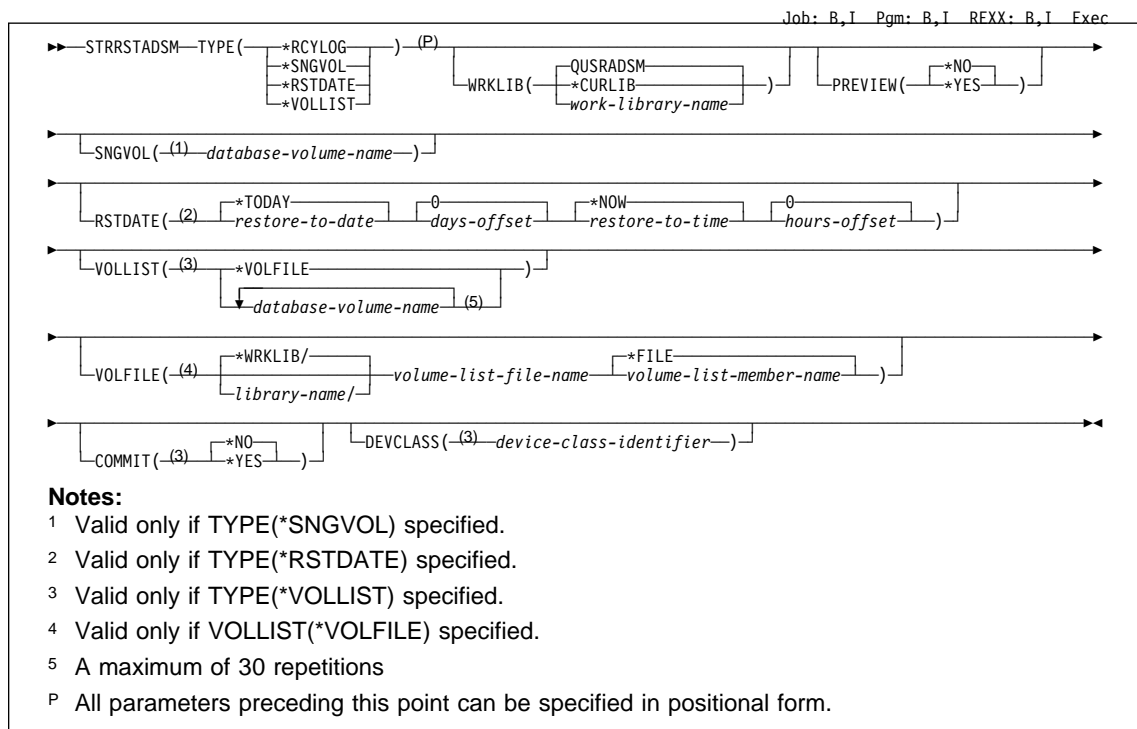 Job: B,I Pgm: B,I REXX: B,I Exec
STRRSTADSM TYPE( *RCYLOG ) (P)
*SNGVOL
*RSTDATE
*VOLLIST
WRKLIB( QUSRADSM )
*CURLIB
work-library-name
PREVIEW( *NO )
*YES
SNGVOL( (1) database-volume-name )
RSTDATE( (2) *TODAY 0 *NOW 0 )
restore-to-date days-offset restore-to-time hours-offset
VOLLIST( (3) *VOLFILE )
database-volume-name (5)
VOLFILE( (4) *WRKLIB/ volume-list-file-name *FILE )
library-name/ volume-list-member-name
COMMIT( (3) *NO )
*YES
DEVCLASS( (3) device-class-identifier )
Notes:
1 Valid only if TYPE(*SNGVOL) specified.
2 Valid only if TYPE(*RSTDATE) specified.
3 Valid only if TYPE(*VOLLIST) specified.
4 Valid only if VOLLIST(*VOLFILE) specified.
5 A maximum of 30 repetitions
P All parameters preceding this point can be specified in positional form.